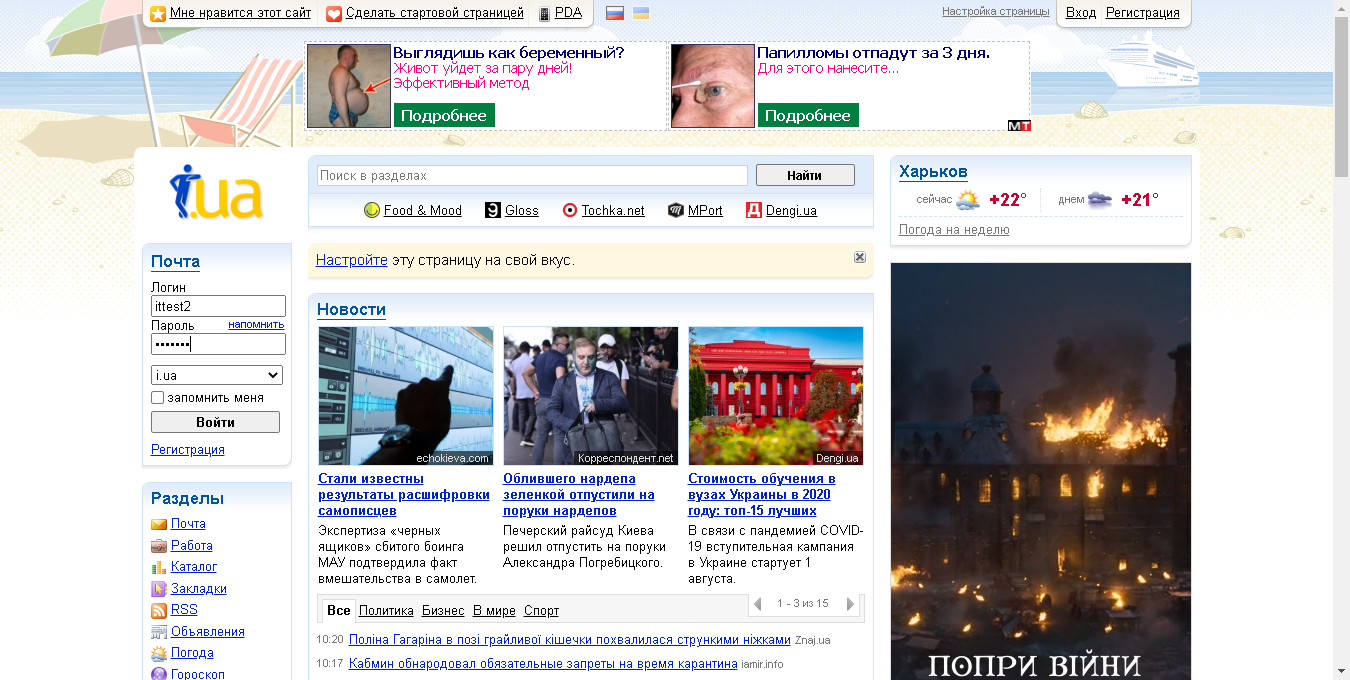 Мне нравится этот сайт
Сделать стартовой страницей
PDA
Настройка страницы
Вход
Регистрация
Выглядишь как беременный?
Живот уйдет за пару дней!
Эффективный метод
Подробнее
Папилломы отпадут за 3 дня.
Для этого нанесите...
Подробнее
MT
i.ua
Поиск в разделах
Найти
Food & Mood
Gloss
Tochka.net
MPort
Dengi.ua
Харьков
сейчас
+22°
днем
+21°
Погода на неделю
Почта
Логин
ittest2
Пароль
напомнить
i.ua
запомнить меня
Войти
Регистрация
Настройте эту страницу на свой вкус.
Новости
echokieva.com
Корреспондент.net
Dengi.ua
Стали известны
результаты расшифровки
самописцев
Экспертиза «черных
ящиков» сбитого боинга
МАУ подтвердила факт
вмешательства в самолет.
Облившего нардепа
зеленкой отпустили на
поруки нардепов
Печерский райсуд Киева
решил отпустить на поруки
Александра Погребицкого.
Стоимость обучения в
вузах Украины в 2020
году: топ-15 лучших
В связи с пандемией COVID-
19 вступительная кампания
в Украине стартует 1
августа.
Все
Политика
Бизнес
В мире
Спорт
1 - 3 из 15
10:20 Поліна Гагаріна в позі грайливої кішечки похвалилася стрункими ніжками Znaj.ua
10:17 Кабмин обнародовал обязательные запреты на время карантина iamir.info
Разделы
Почта
Работа
Каталог
Закладки
RSS
Объявления
Погода
Гороскоп
ПОПРИ ВІЙНИ